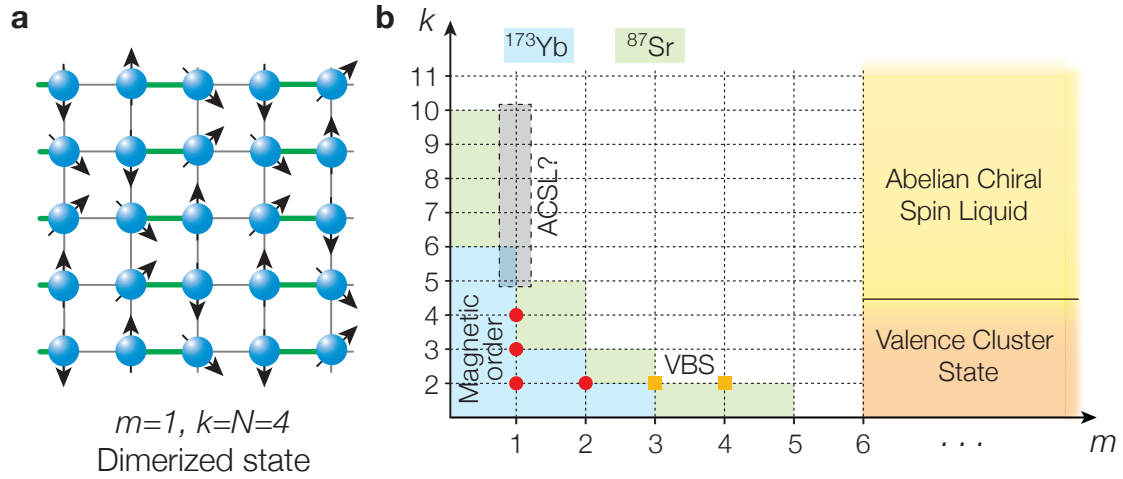 a
m=1, k=N=4
Dimerized state
b
k
173Yb
87Sr
11
10
9
8
7
6
5
4
3
2
ACSL?
Magnetic
order
VBS
Abelian Chiral
Spin Liquid
Valence Cluster
State
1
2
3
4
5
6
· · ·
m